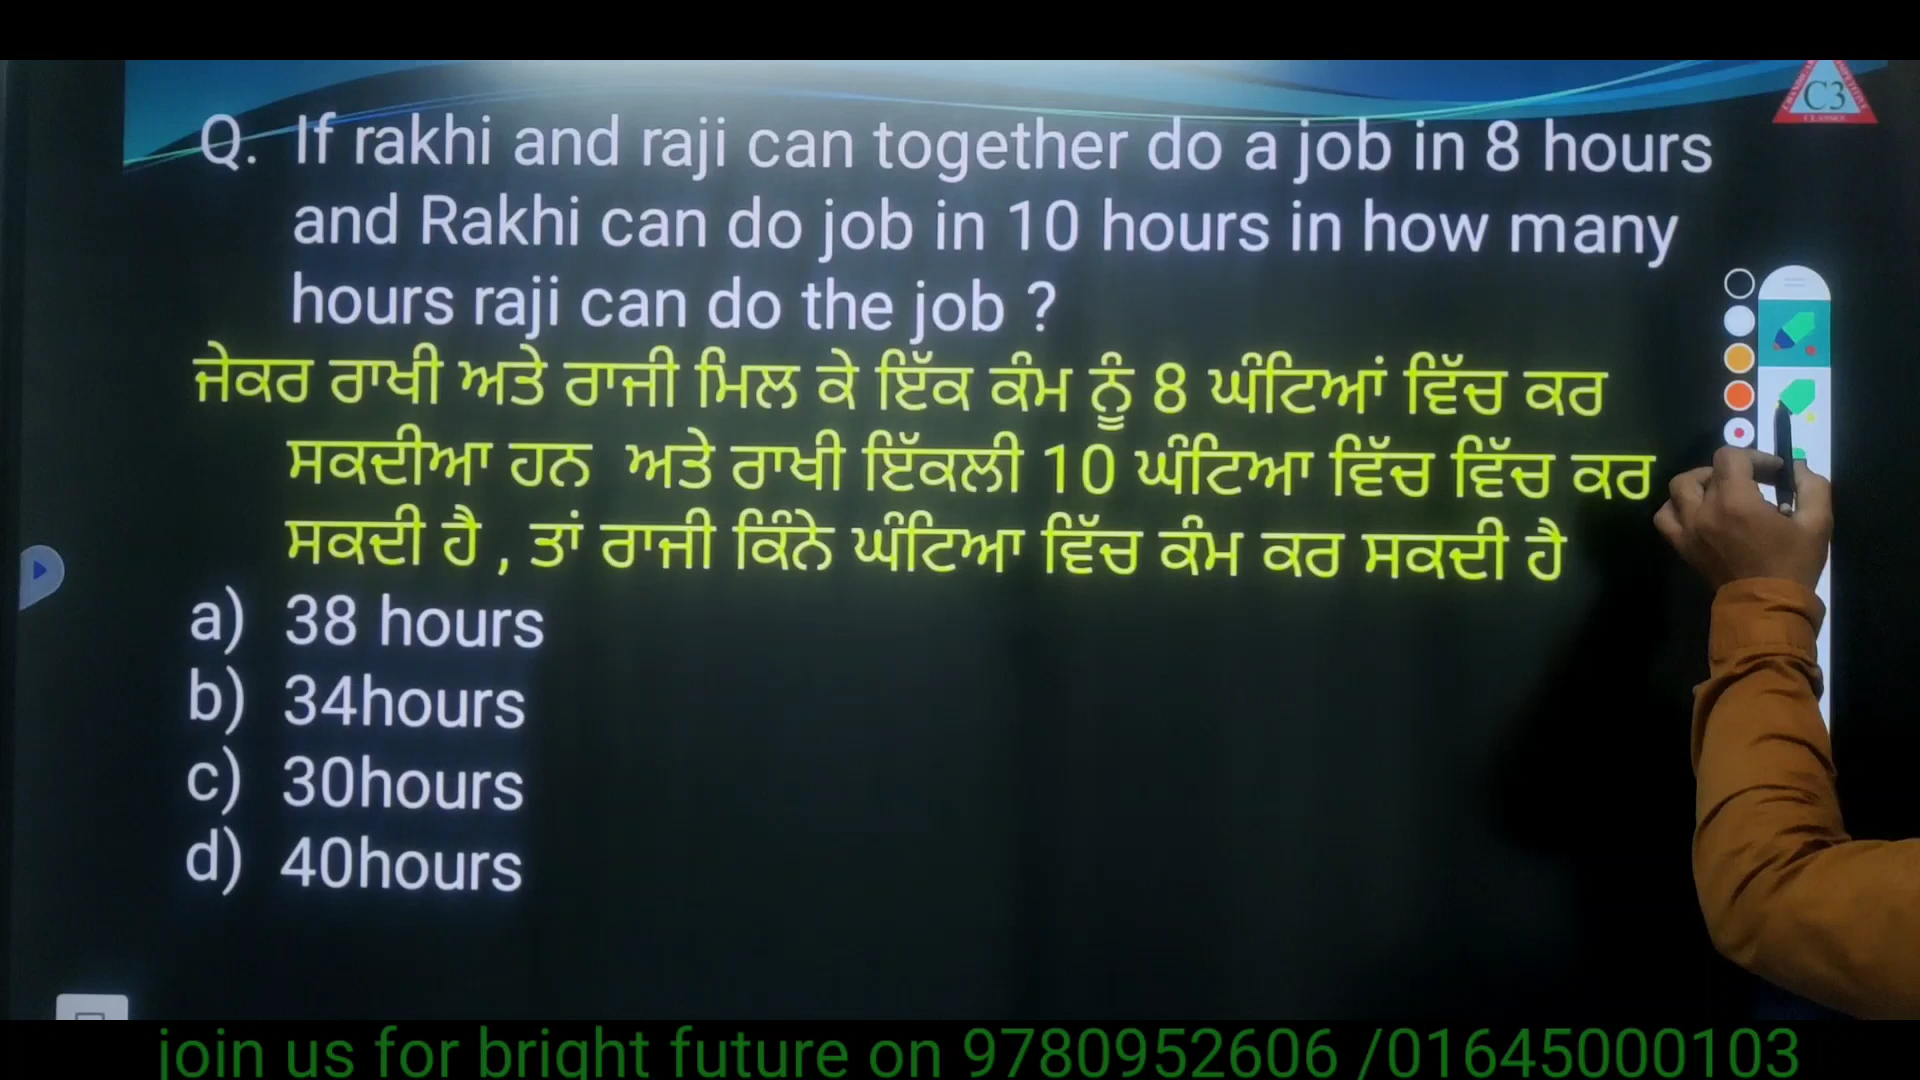 Q. If rakhi and raji can together do a job in 8 hours
and Rakhi can do job in 10 hours in how many
hours raji can do the job ?
ਜੇਕਰ ਰਾਖੀ ਅਤੇ ਰਾਜੀ ਮਿਲ ਕੇ ਇੱਕ ਕੰਮ ਨੂੰ 8 ਘੰਟਿਆਂ ਵਿੱਚ ਕਰ
ਸਕਦੀਆ ਹਨ ਅਤੇ ਰਾਖੀ ਇੱਕਲੀ 10 ਘੰਟਿਆ ਵਿੱਚ ਵਿੱਚ ਕਰ
ਸਕਦੀ ਹੈ , ਤਾਂ ਰਾਜੀ ਕਿੰਨੇ ਘੰਟਿਆ ਵਿੱਚ ਕੰਮ ਕਰ ਸਕਦੀ ਹੈ
a) 38 hours
b) 34hours
c) 30hours
d) 40hours
C3
CLASSES
join us for bright future on 9780952606 /01645000103